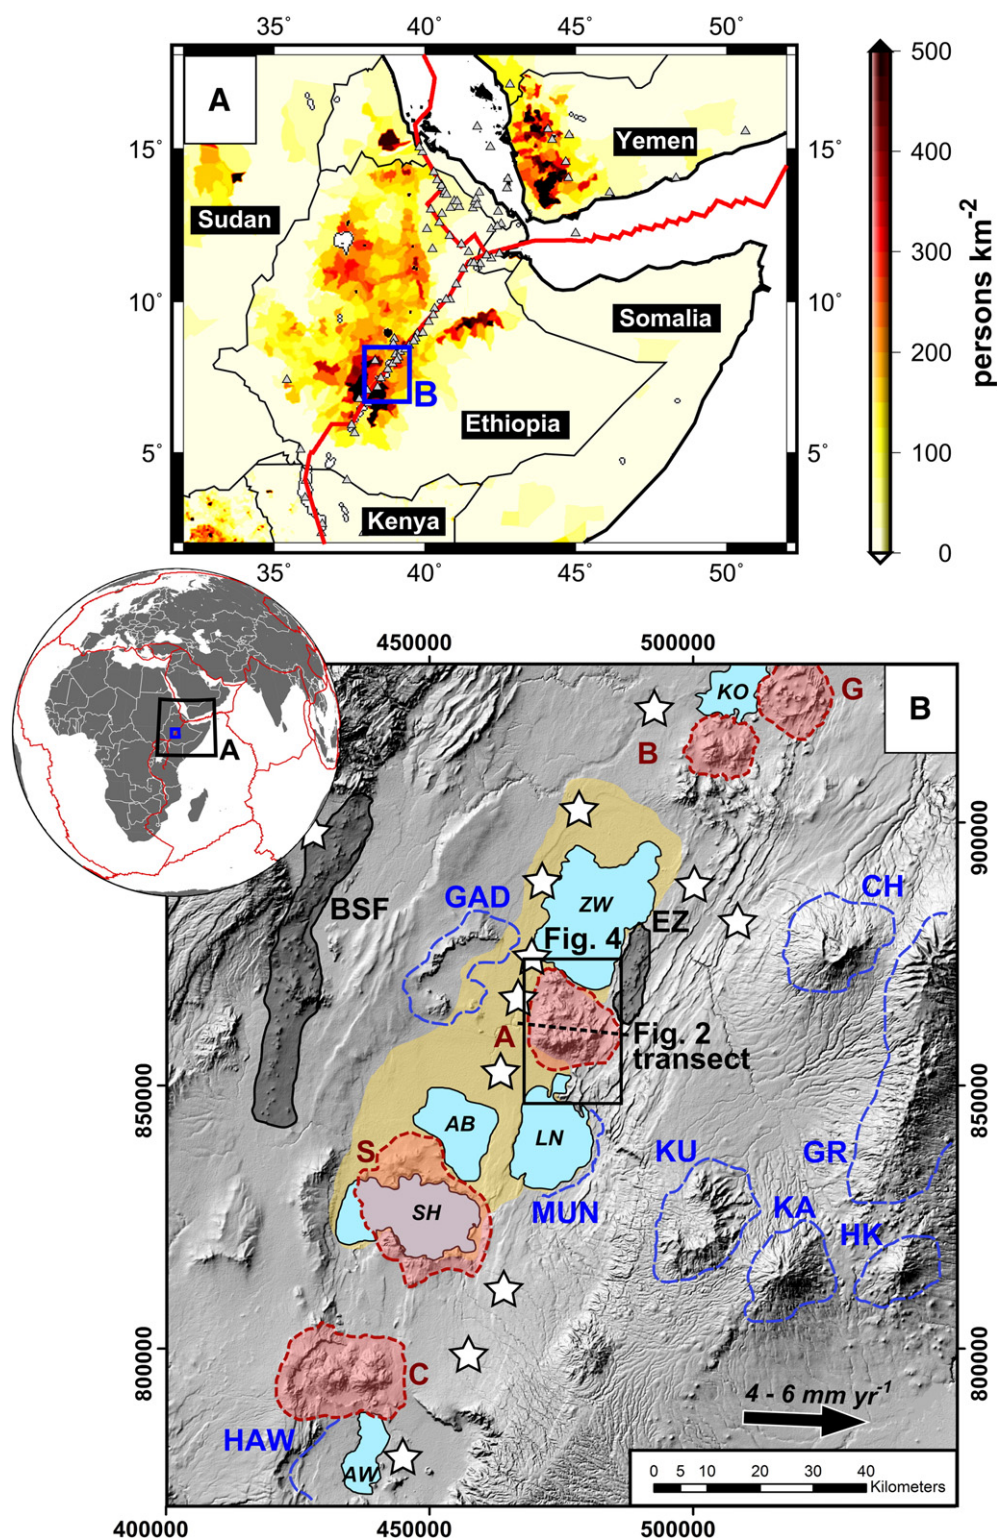 35° 40° 45° 50°
A
15° 15°
10° 10°
5° 5°
Yemen
Sudan
Somalia
B
Ethiopia
Kenya
35° 40° 45° 50°
500
400
300
200
100
0
persons km-2
A
450000 500000
B
KO
G
B
900000
BSF
GAD
ZW
EZ
CH
Fig. 4
A
Fig. 2
transect
850000 850000
AB
LN
S
SH
MUN
KU
KA
GR
HK
800000 800000
C
4 - 6 mm yr-1
HAW
AW
0 5 10 20 30 40
Kilometers
400000 450000 500000